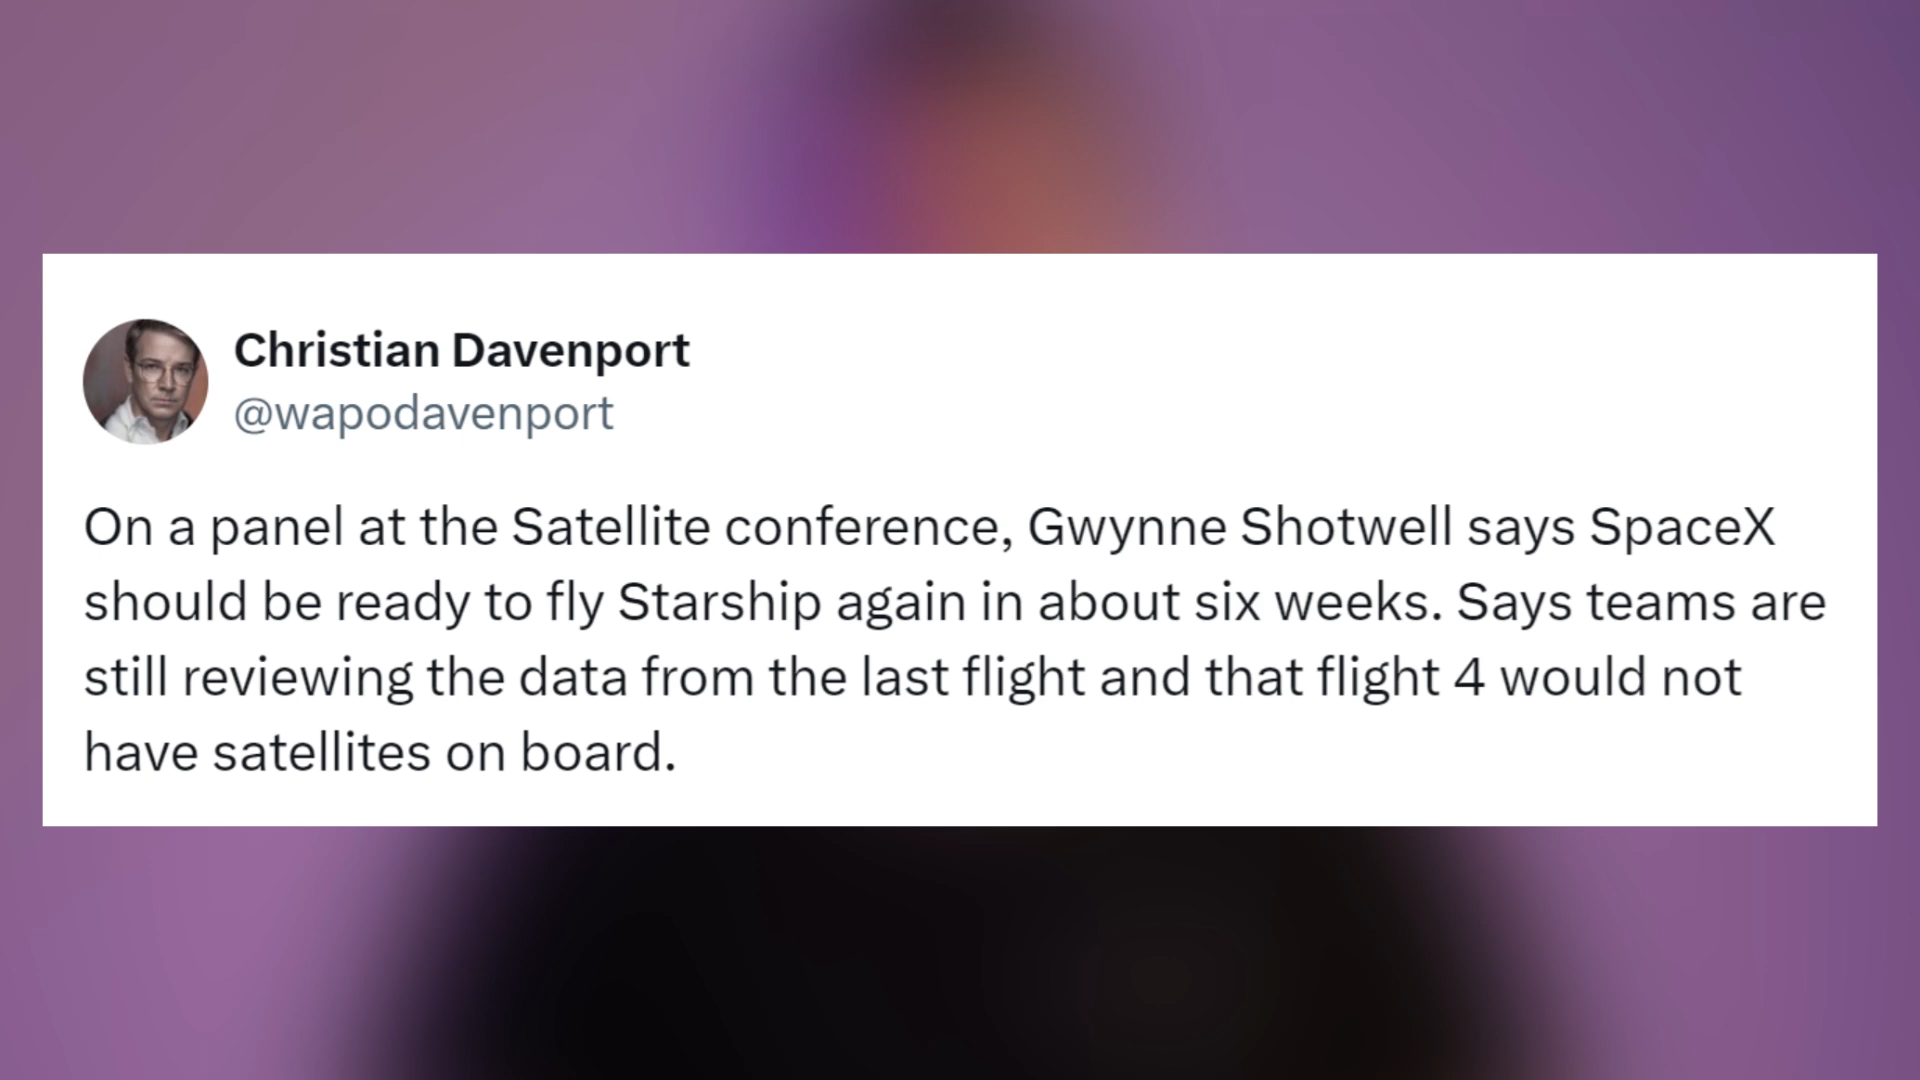 Christian Davenport
@wapodavenport
On a panel at the Satellite conference, Gwynne Shotwell says SpaceX
should be ready to fly Starship again in about six weeks. Says teams are
still reviewing the data from the last flight and that flight 4 would not
have satellites on board.